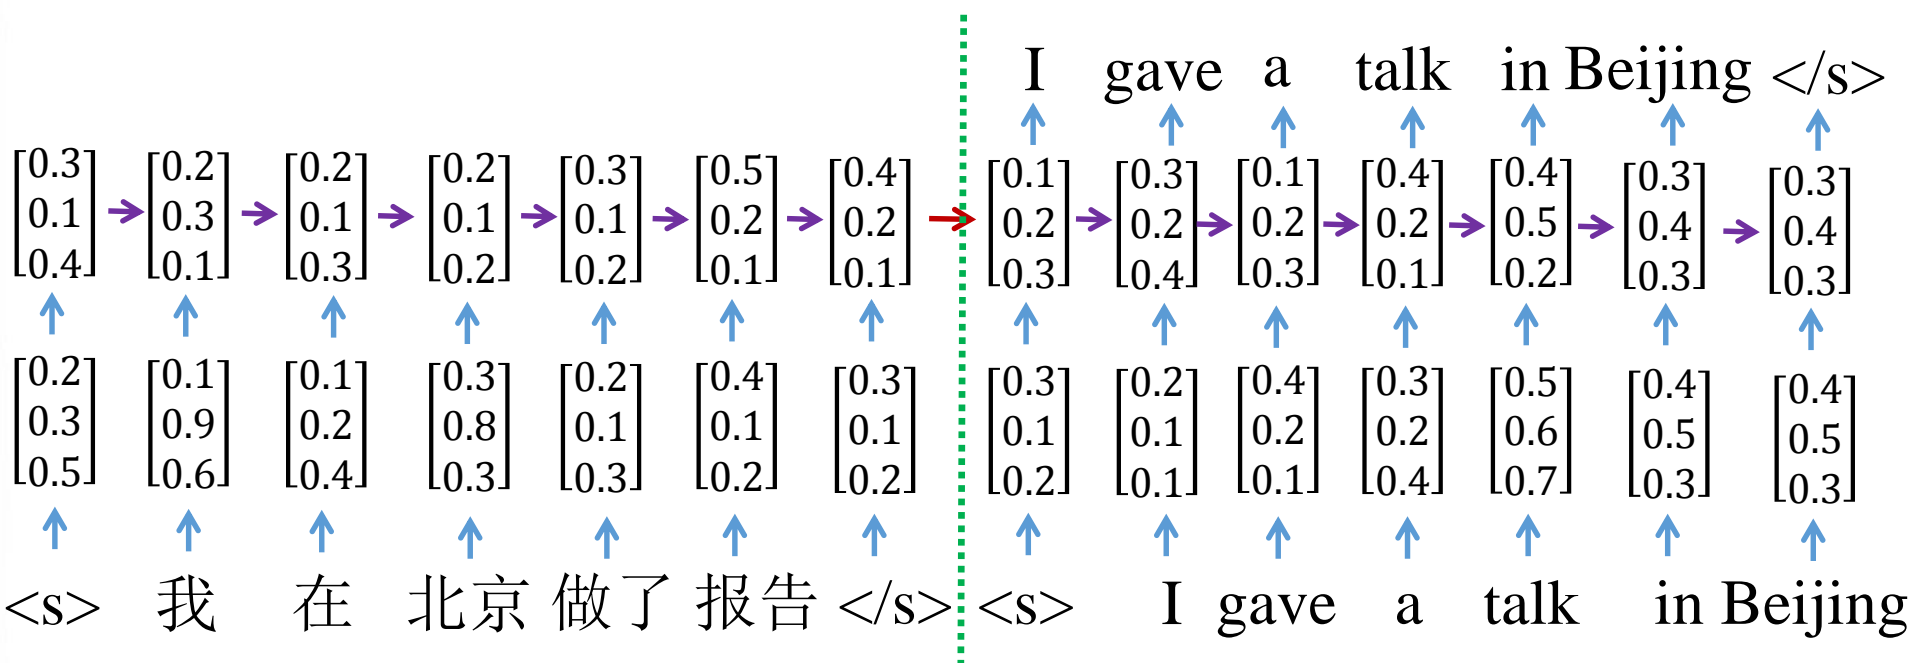 I gave a talk in Beijing </s>
[0.3 0.1 0.4] [0.2 0.3 0.1] [0.2 0.1 0.3] [0.2 0.1 0.2] [0.3 0.1 0.2] [0.5 0.2 0.1] [0.4 0.2 0.1] [0.1 0.2 0.3] [0.3 0.2 0.4] [0.1 0.2 0.3] [0.4 0.2 0.1] [0.4 0.5 0.2] [0.3 0.4 0.3] [0.3 0.4 0.3]
[0.2 0.3 0.5] [0.1 0.9 0.6] [0.1 0.2 0.4] [0.3 0.8 0.3] [0.2 0.1 0.3] [0.4 0.1 0.2] [0.3 0.1 0.2] [0.3 0.1 0.2] [0.2 0.1 0.1] [0.4 0.2 0.1] [0.3 0.2 0.4] [0.5 0.6 0.7] [0.4 0.5 0.3] [0.4 0.5 0.3]
<s> 我 在 北京 做了 报告 </s> <s> I gave a talk in Beijing